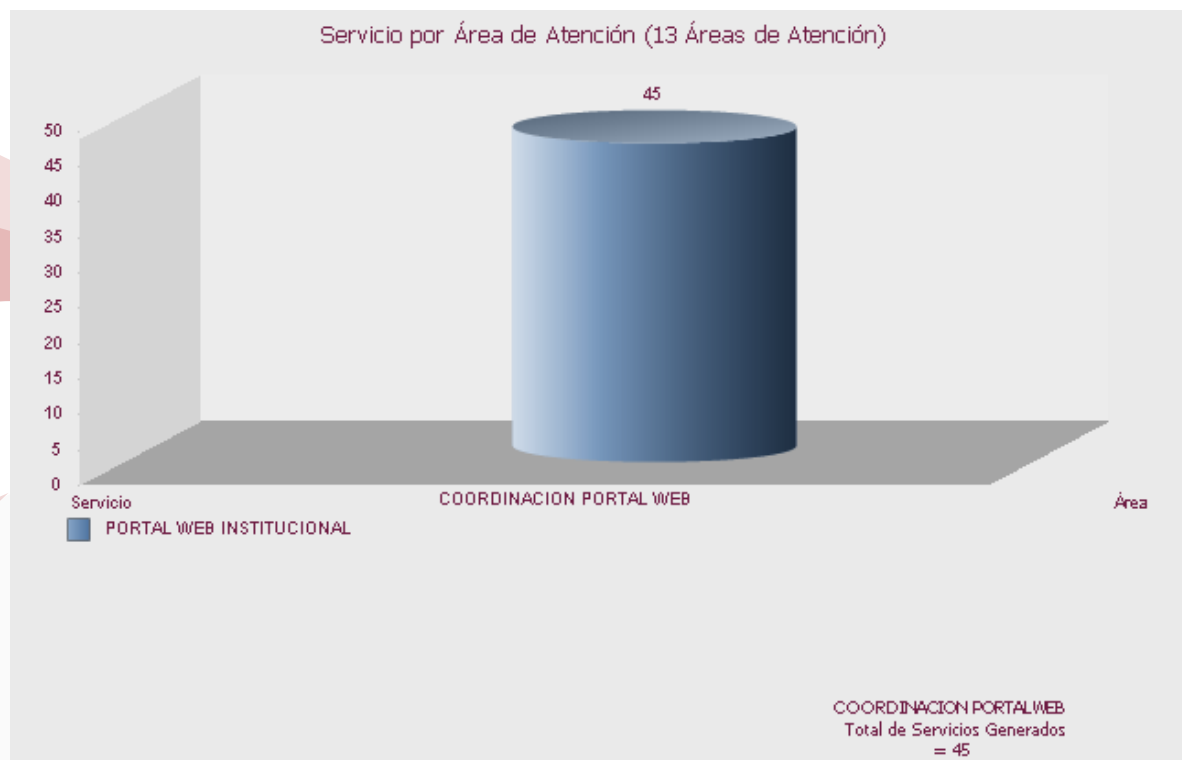 Servicio por Área de Atención (13 Áreas de Atención)
45
50
45
40
35
30
25
20
15
10
5
0
Servicio
COORDINACION PORTAL WEB
Área
PORTAL WEB INSTITUCIONAL
COORDINACION PORTALWEB
Total de Servicios Generados
= 45